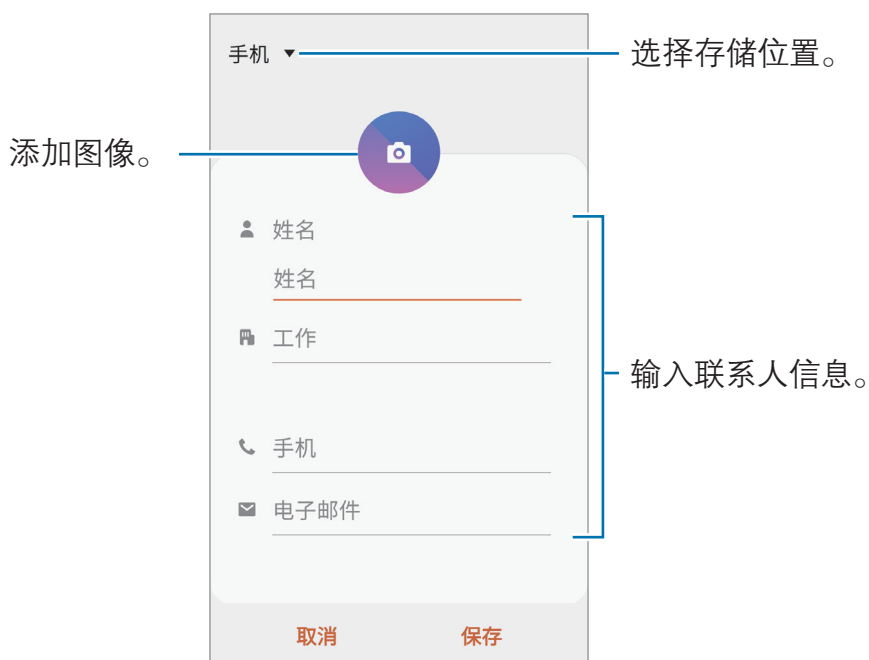 手机
选择存储位置。
添加图像。
姓名
姓名
工作
输入联系人信息。
手机
电子邮件
取消 保存